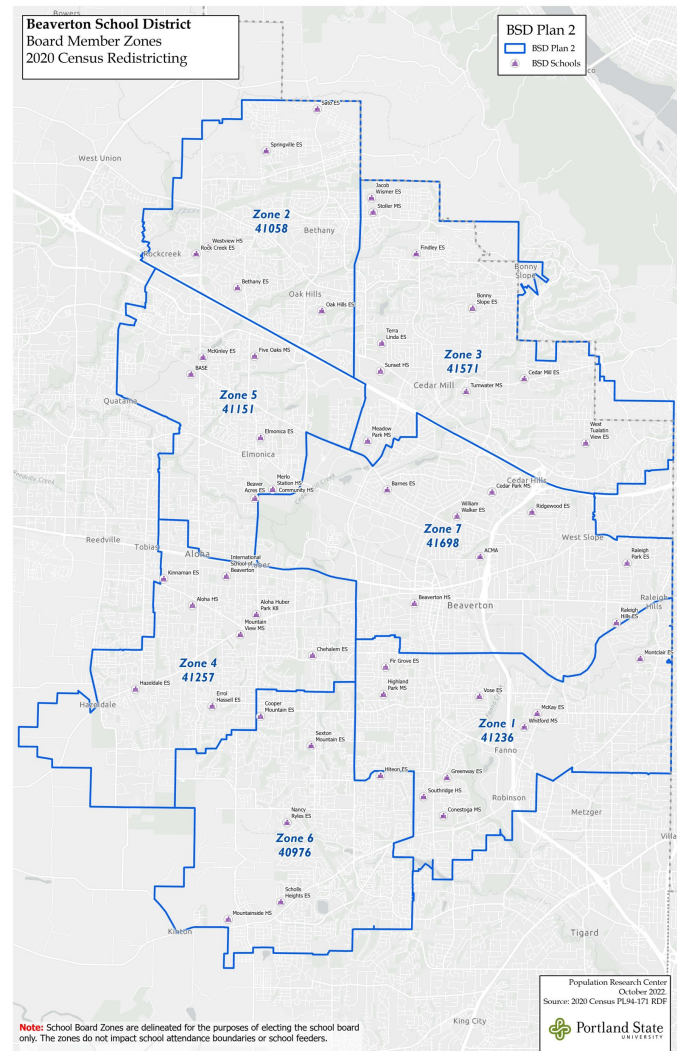 Beaverton School District
Board Member Zones
2020 Census Redistricting
BSD Plan 2
BSD Plan 2
BSD Schools
Bowers
Sato ES
West Union
Springville ES
Jacob
Wismer ES
Stoller MS
Zone 2
41058
Bethany
Westview HS
Rock Creek ES
Rockcreek
Findley ES
Bonny
Slope
Bethany ES
Oak Hills
Oak Hills ES
Bonny
Slope ES
Terra
Linda ES
McKinley ES
Five Oaks MS
BASE
Sunset HS
Zone 3
41571
Cedar Mill
Cedar Mill ES
Tumwater MS
Zone 5
41151
Quatama
Elmonica ES
Elmonica
Meadow
Park MS
West
Tualatin
View ES
Merlo
Station HS
Community HS
Beaver
Acres ES
Barnes ES
Cedar Hills
Cedar Park MS
William
Walker ES
Ridgewood ES
Zone 7
41698
West Slope
Reedville
Tobias
Aloha
International
School of
Beaverton
Huber
ACMA
Raleigh
Park ES
Kinnaman ES
Aloha HS
Aloha Huber
Park K8
Mountain
View MS
Beaverton HS
Beaverton
Raleigh
Hills
Raleigh
Hills ES
Chehalem ES
Montclair ES
Zone 4
41257
Fir Grove ES
Hazeldale ES
Hazeldale
Errol
Hassell ES
Cooper
Mountain ES
Highland
Park MS
Vose ES
McKay ES
Whitford MS
Zone 1
41236
Fanno
Sexton
Mountain ES
Hiteon ES
Greenway ES
Southridge HS
Robinson
Conestoga MS
Metzger
Nancy
Ryles ES
Zone 6
40976
Scholls
Heights ES
Mountainside HS
Kinton
Tigard
King City
Population Research Center
October 2022.
Source: 2020 Census PL94-171 RDF
Portland State
UNIVERSITY
Note: School Board Zones are delineated for the purposes of electing the school board
only. The zones do not impact school attendance boundaries or school feeders.